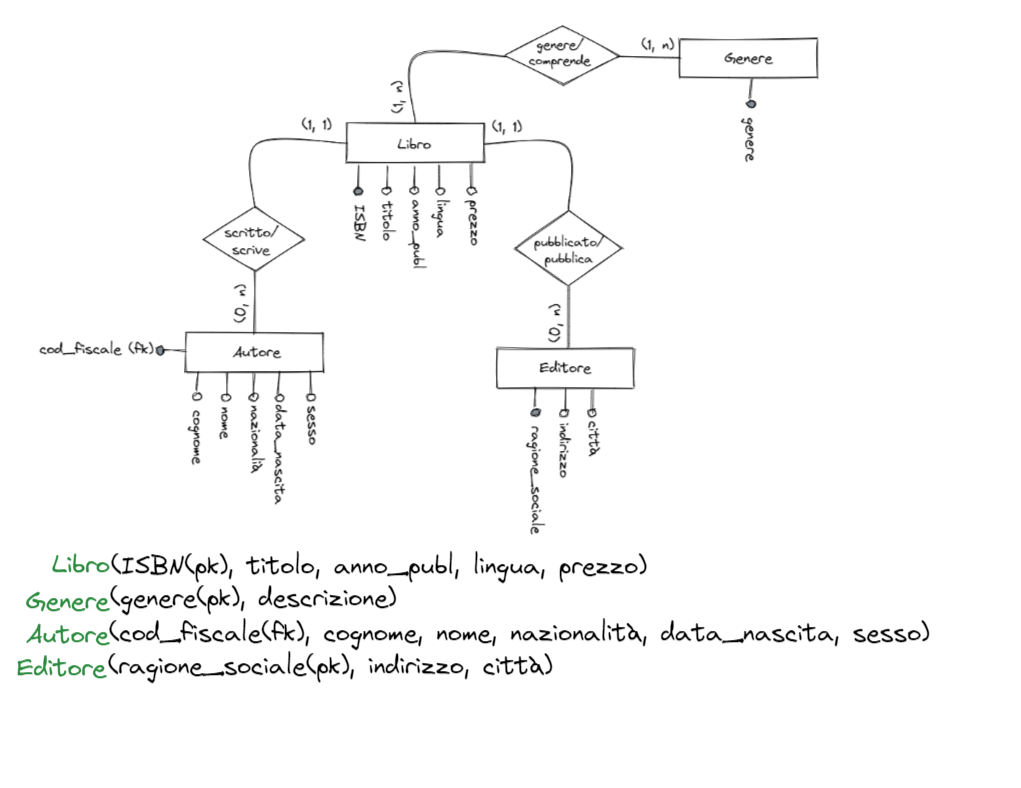 genere/
comprende
(1, n)
Genere
genere
(1, n)
(1, 1)
Libro
(1, 1)
ISBN
titolo
anno_publ
lingua
prezzo
scritto/
scrive
pubblicato/
pubblica
(0, n)
(0, n)
cod_fiscale (fk)
Autore
cognome
nome
nazionalià
data_nascita
sesso
Editore
ragione_sociale
indirizzo
città
Libro(ISBN(pk), titolo, anno_publ, lingua, prezzo)
Genere(genere(pk), descrizione)
Autore(cod_fiscale(fk), cognome, nome, nazionalità, data_nascita, sesso)
Editore(ragione_sociale(pk), indirizzo, città)